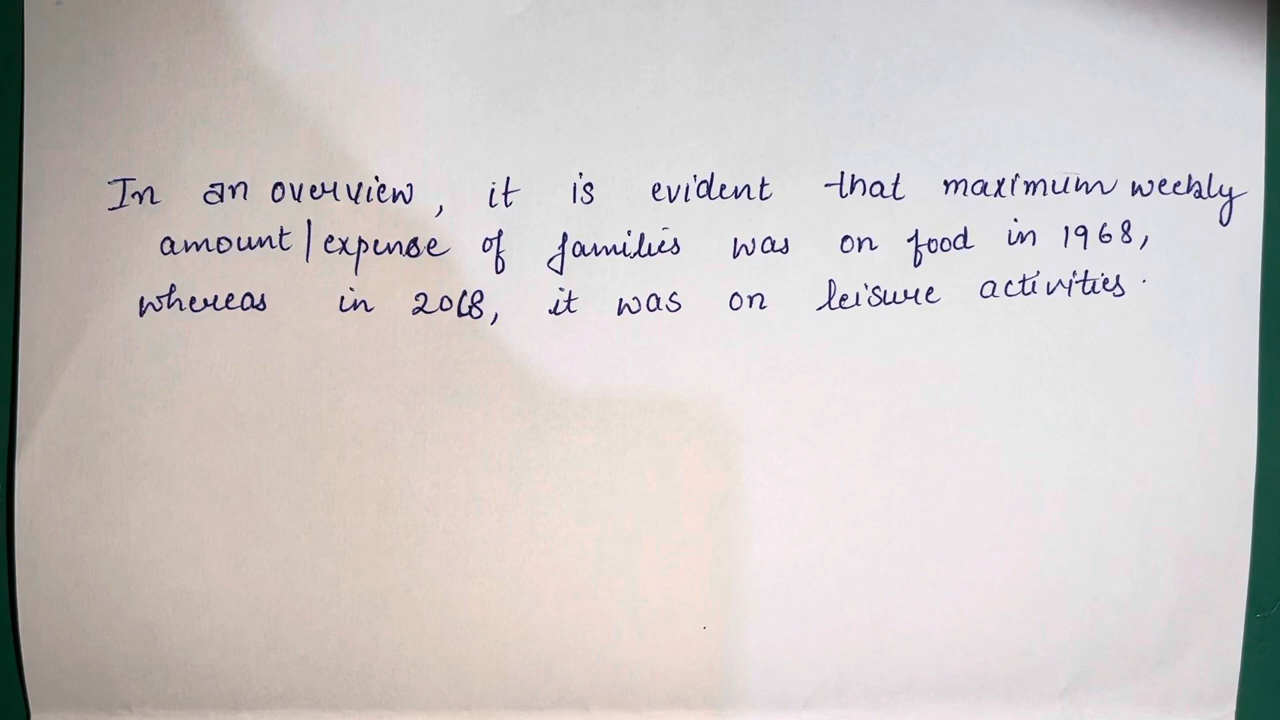 In an overview, it is evident that maximum weekly
amount/expense of families was on food in 1968,
whereas in 2018, it was on leisure activities.